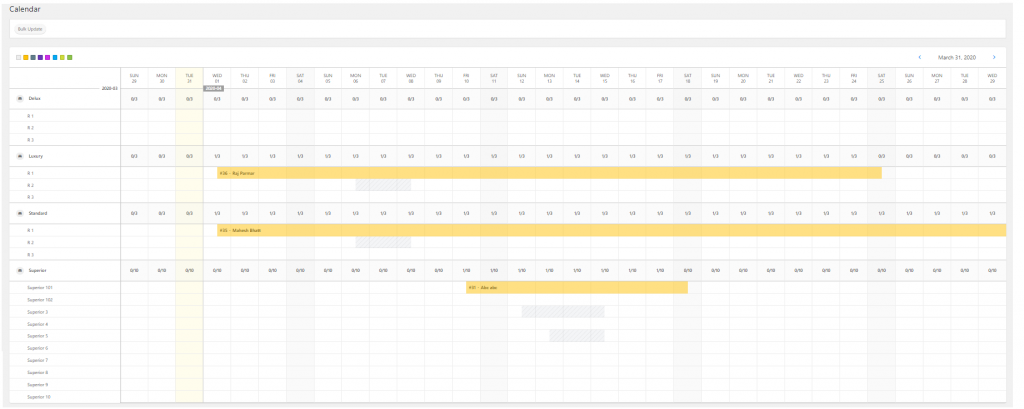 Calendar
Bulk Update
March 31, 2020
SUN MON TUE WED THU FRI SAT SUN MON TUE WED THU FRI SAT SUN MON TUE WED THU FRI SAT SUN MON TUE WED THU FRI SAT SUN MON TUE WED
29 30 31 01 02 03 04 05 06 07 08 09 10 11 12 13 14 15 16 17 18 19 20 21 22 23 24 25 26 27 28 29
2020-03 2020-04
0/3 0/3 0/3 0/3 0/3 0/3 0/3 0/3 0/3 0/3 0/3 0/3 0/3 0/3 0/3 0/3 0/3 0/3 0/3 0/3 0/3 0/3 0/3 0/3 0/3 0/3 0/3 0/3 0/3 0/3 0/3 0/3
R 1
R 2
R 3
Luxury 0/3 0/3 0/3 1/3 1/3 1/3 1/3 1/3 1/3 1/3 1/3 1/3 1/3 1/3 1/3 1/3 1/3 1/3 1/3 1/3 1/3 1/3 1/3 1/3 1/3 1/3 1/3 0/3 0/3 0/3 0/3 0/3
R 1 Raj Parmar
R 2
R 3
Standard 0/3 0/3 0/3 1/3 1/3 1/3 1/3 1/3 1/3 1/3 1/3 1/3 1/3 1/3 1/3 1/3 1/3 1/3 1/3 1/3 1/3 1/3 1/3 1/3 1/3 1/3 1/3 1/3 1/3 1/3 1/3 1/3
R 1 Mahesh Bhatt
R 2
R 3
Superior 0/10 0/10 0/10 0/10 0/10 0/10 0/10 0/10 0/10 0/10 0/10 0/10 1/10 1/10 1/10 1/10 1/10 1/10 1/10 1/10 0/10 0/10 0/10 0/10 0/10 0/10 0/10 0/10 0/10 0/10 0/10 0/10
Superior 101 #31 - Abc abc
Superior 102
Superior 3
Superior 4
Superior 5
Superior 6
Superior 7
Superior 8
Superior 9
Superior 10